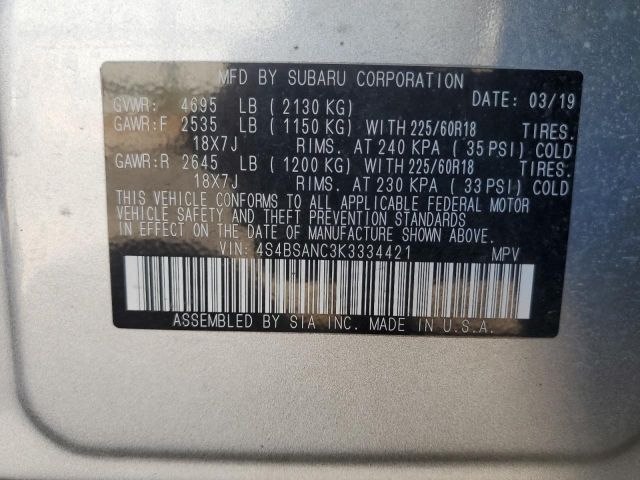 MFD BY SUBARU CORPORATION
GVWR: 4695 LB ( 2130 KG) DATE: 03/19
GAWR:F 2535 LB ( 1150 KG) WITH 225/60R18 TIRES.
18X7J RIMS. AT 240 KPA ( 35 PSI) COLD
GAWR:R 2645 LB ( 1200 KG) WITH 225/60R18 TIRES.
18X7J RIMS. AT 230 KPA ( 33 PSI) COLD
THIS VEHICLE CONFORMS TO ALL APPLICABLE FEDERAL MOTOR
VEHICLE SAFETY AND THEFT PREVENTION STANDARDS
IN EFFECT ON THE DATE OF MANUFACTURE SHOWN ABOVE.
VIN: 4S4BSANC3K3334421 MPV
ASSEMBLED BY SIA INC. MADE IN U.S.A.